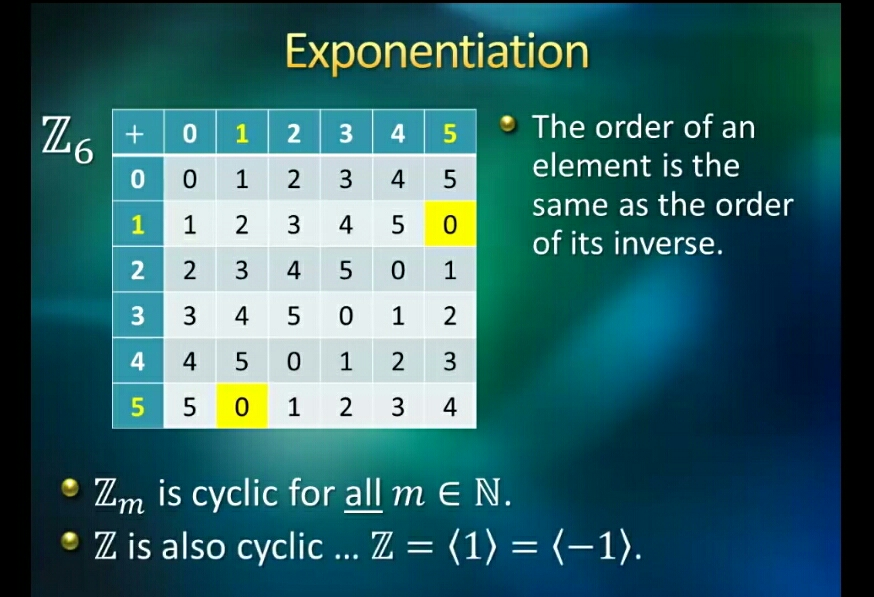 Exponentiation
ℤ₆
+ 0 1 2 3 4 5
0 0 1 2 3 4 5
1 1 2 3 4 5 0
2 2 3 4 5 0 1
3 3 4 5 0 1 2
4 4 5 0 1 2 3
5 5 0 1 2 3 4
The order of an
element is the
same as the order
of its inverse.
ℤₘ is cyclic for all m ∈ ℕ.
ℤ is also cyclic ... ℤ = ⟨1⟩ = ⟨−1⟩.